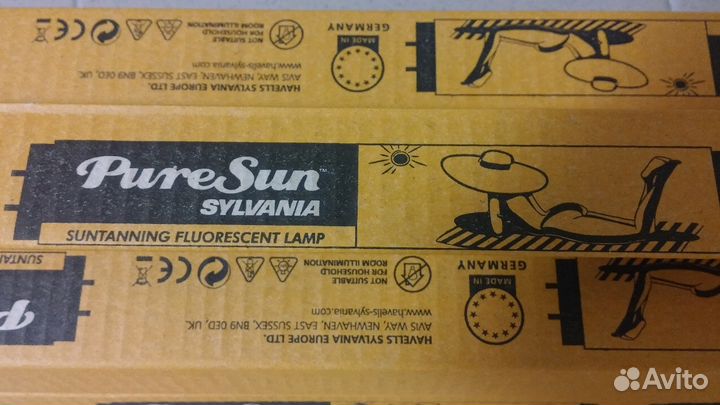 NOT SUITABLE
FOR HOUSEHOLD
ROOM ILLUMINATION
MADE IN
GERMANY
HAVELLS SYLVANIA EUROPE LTD.
AVIS WAY, NEWHAVEN, EAST SUSSEX, BN9 0ED, UK.
www.havells-sylvania.com
PureSun™
SYLVANIA
SUNTANNING FLUORESCENT LAMP
NOT SUITABLE
FOR HOUSEHOLD
ROOM ILLUMINATION
MADE IN
GERMANY
HAVELLS SYLVANIA EUROPE LTD.
AVIS WAY, NEWHAVEN, EAST SUSSEX, BN9 0ED, UK.
www.havells-sylvania.com
P
SUNTA
Avito